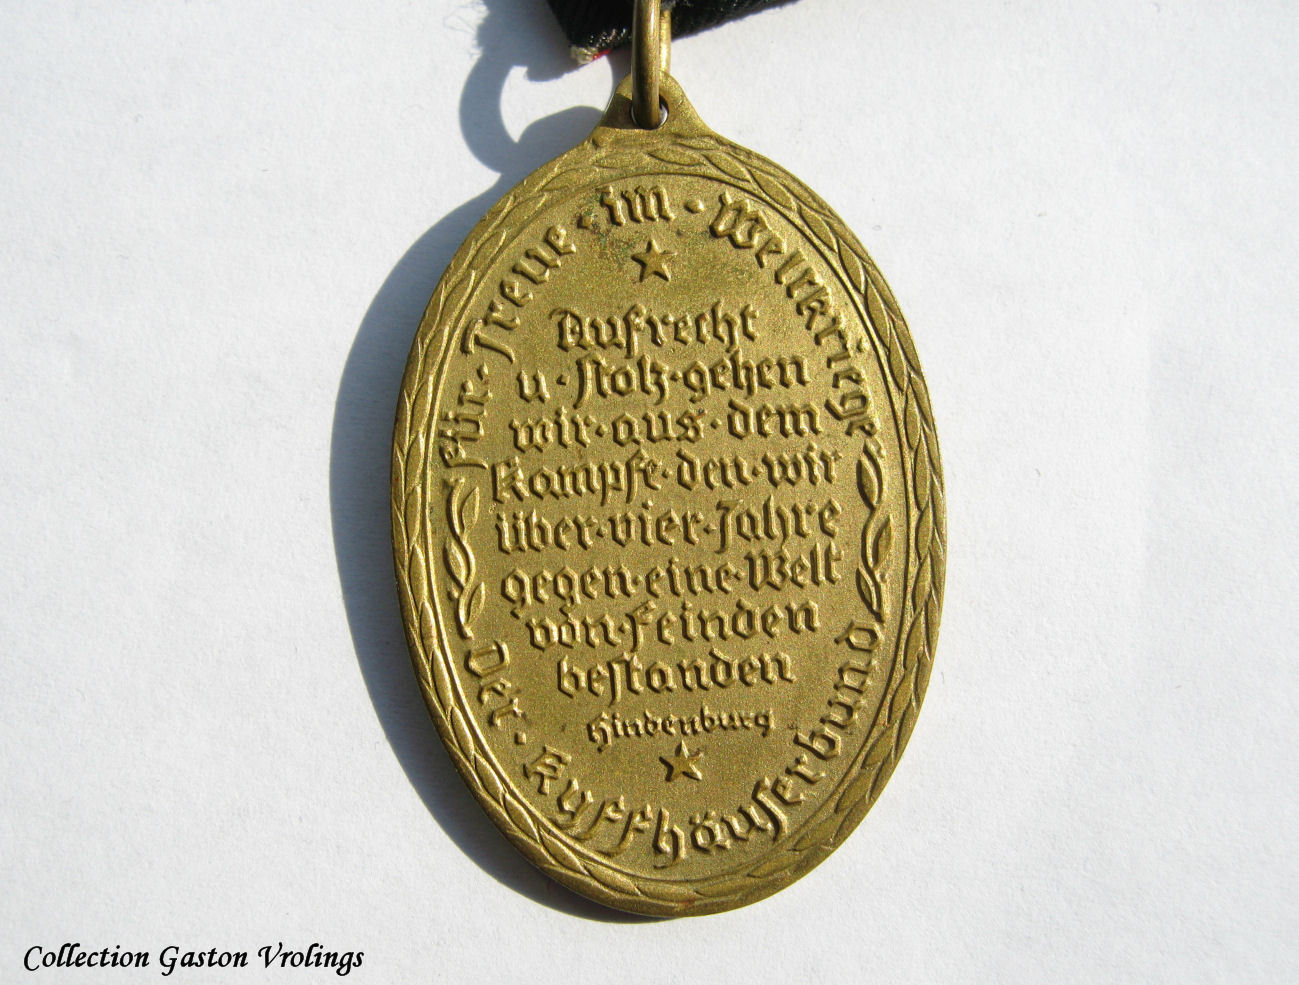 für · Treue · im · Weltkriege
Aufrecht
u · stolz · gehen
wir · aus · dem
Kampfe · den · wir
über · vier · Jahre
gegen · eine · Welt
von · Feinden
bestanden
Hindenburg
Der · Kyffhäuserbund
Collection Gaston Vrolings